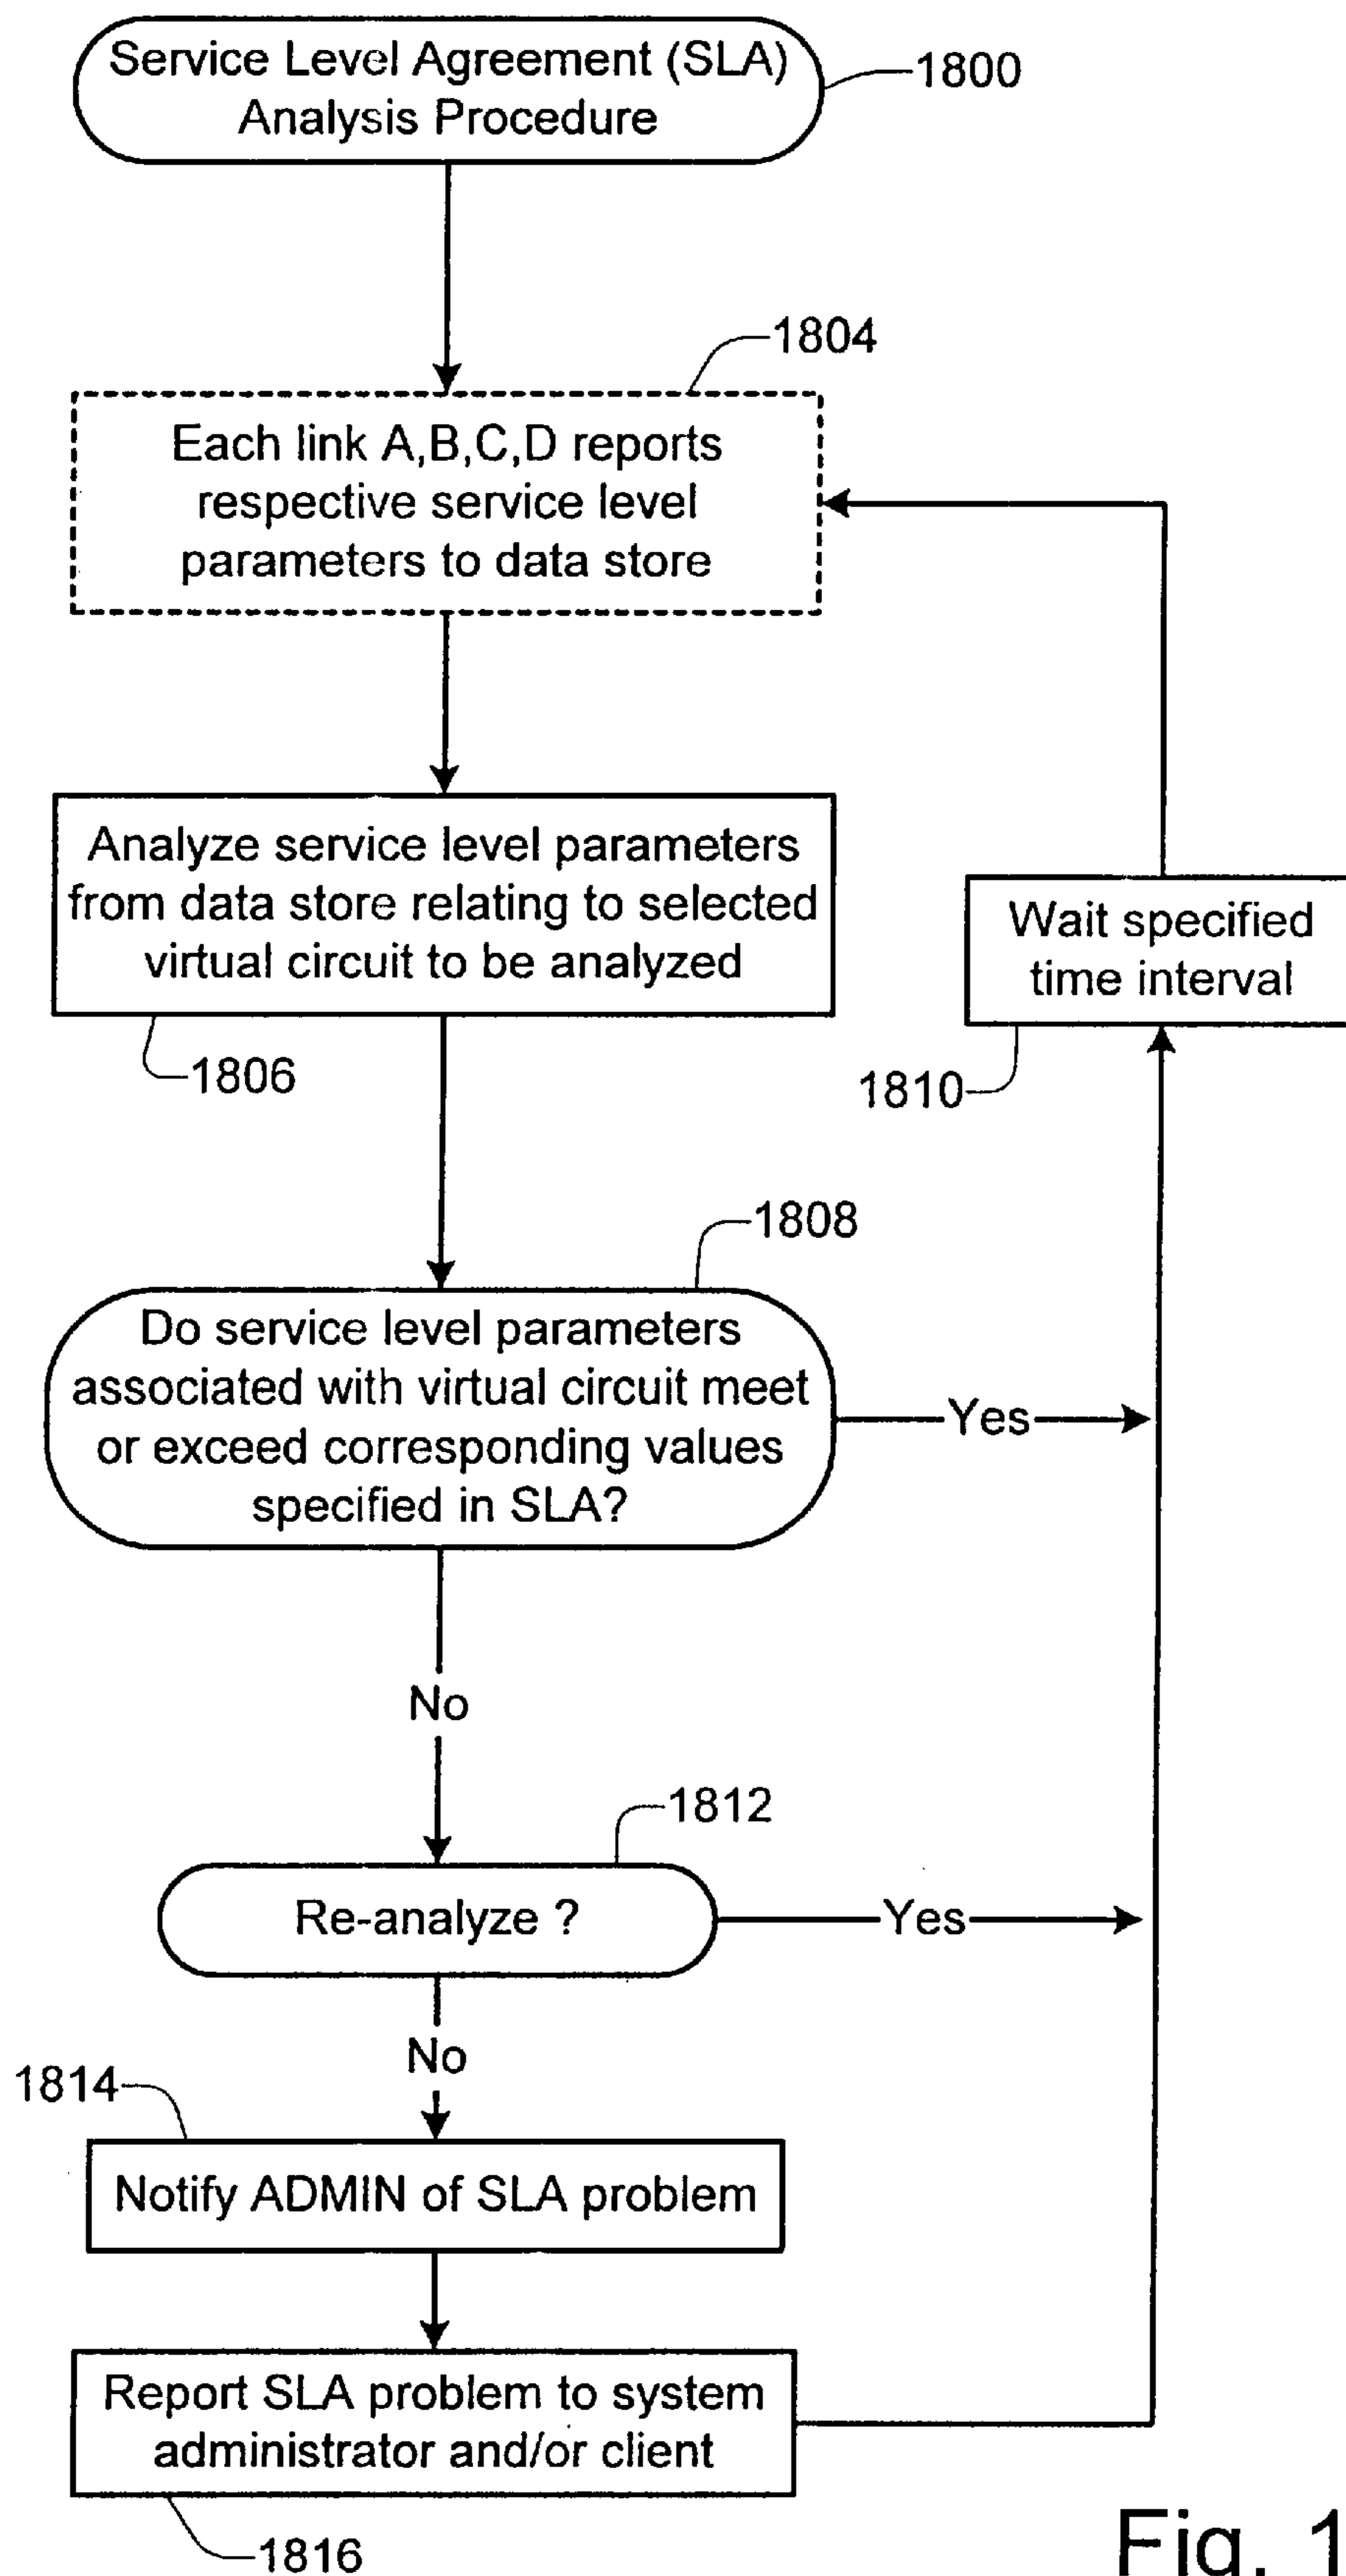 Service Level Agreement (SLA)
Analysis Procedure
1800
1804
Each link A,B,C,D reports
respective service level
parameters to data store
Analyze service level parameters
from data store relating to selected
virtual circuit to be analyzed
1806
Wait specified
time interval
1810
1808
Do service level parameters
associated with virtual circuit meet
or exceed corresponding values
specified in SLA?
Yes
No
1812
Re-analyze ?
Yes
No
1814
Notify ADMIN of SLA problem
Report SLA problem to system
administrator and/or client
1816
Fig. 1